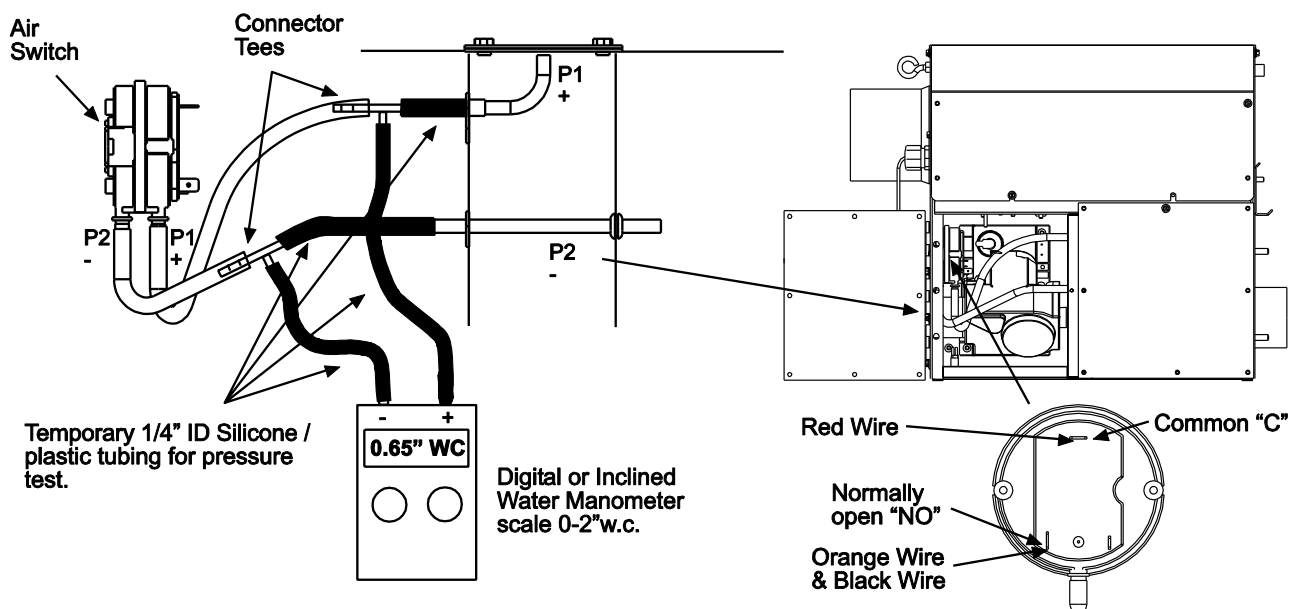 Air
Switch
Connector
Tees
P1
+
P2
-
P1
+
P2
-
Temporary 1/4” ID Silicone /
plastic tubing for pressure
test.
- +
0.65” WC
Digital or Inclined
Water Manometer
scale 0-2”w.c.
Red Wire
Common “C”
Normally
open “NO”
Orange Wire
& Black Wire